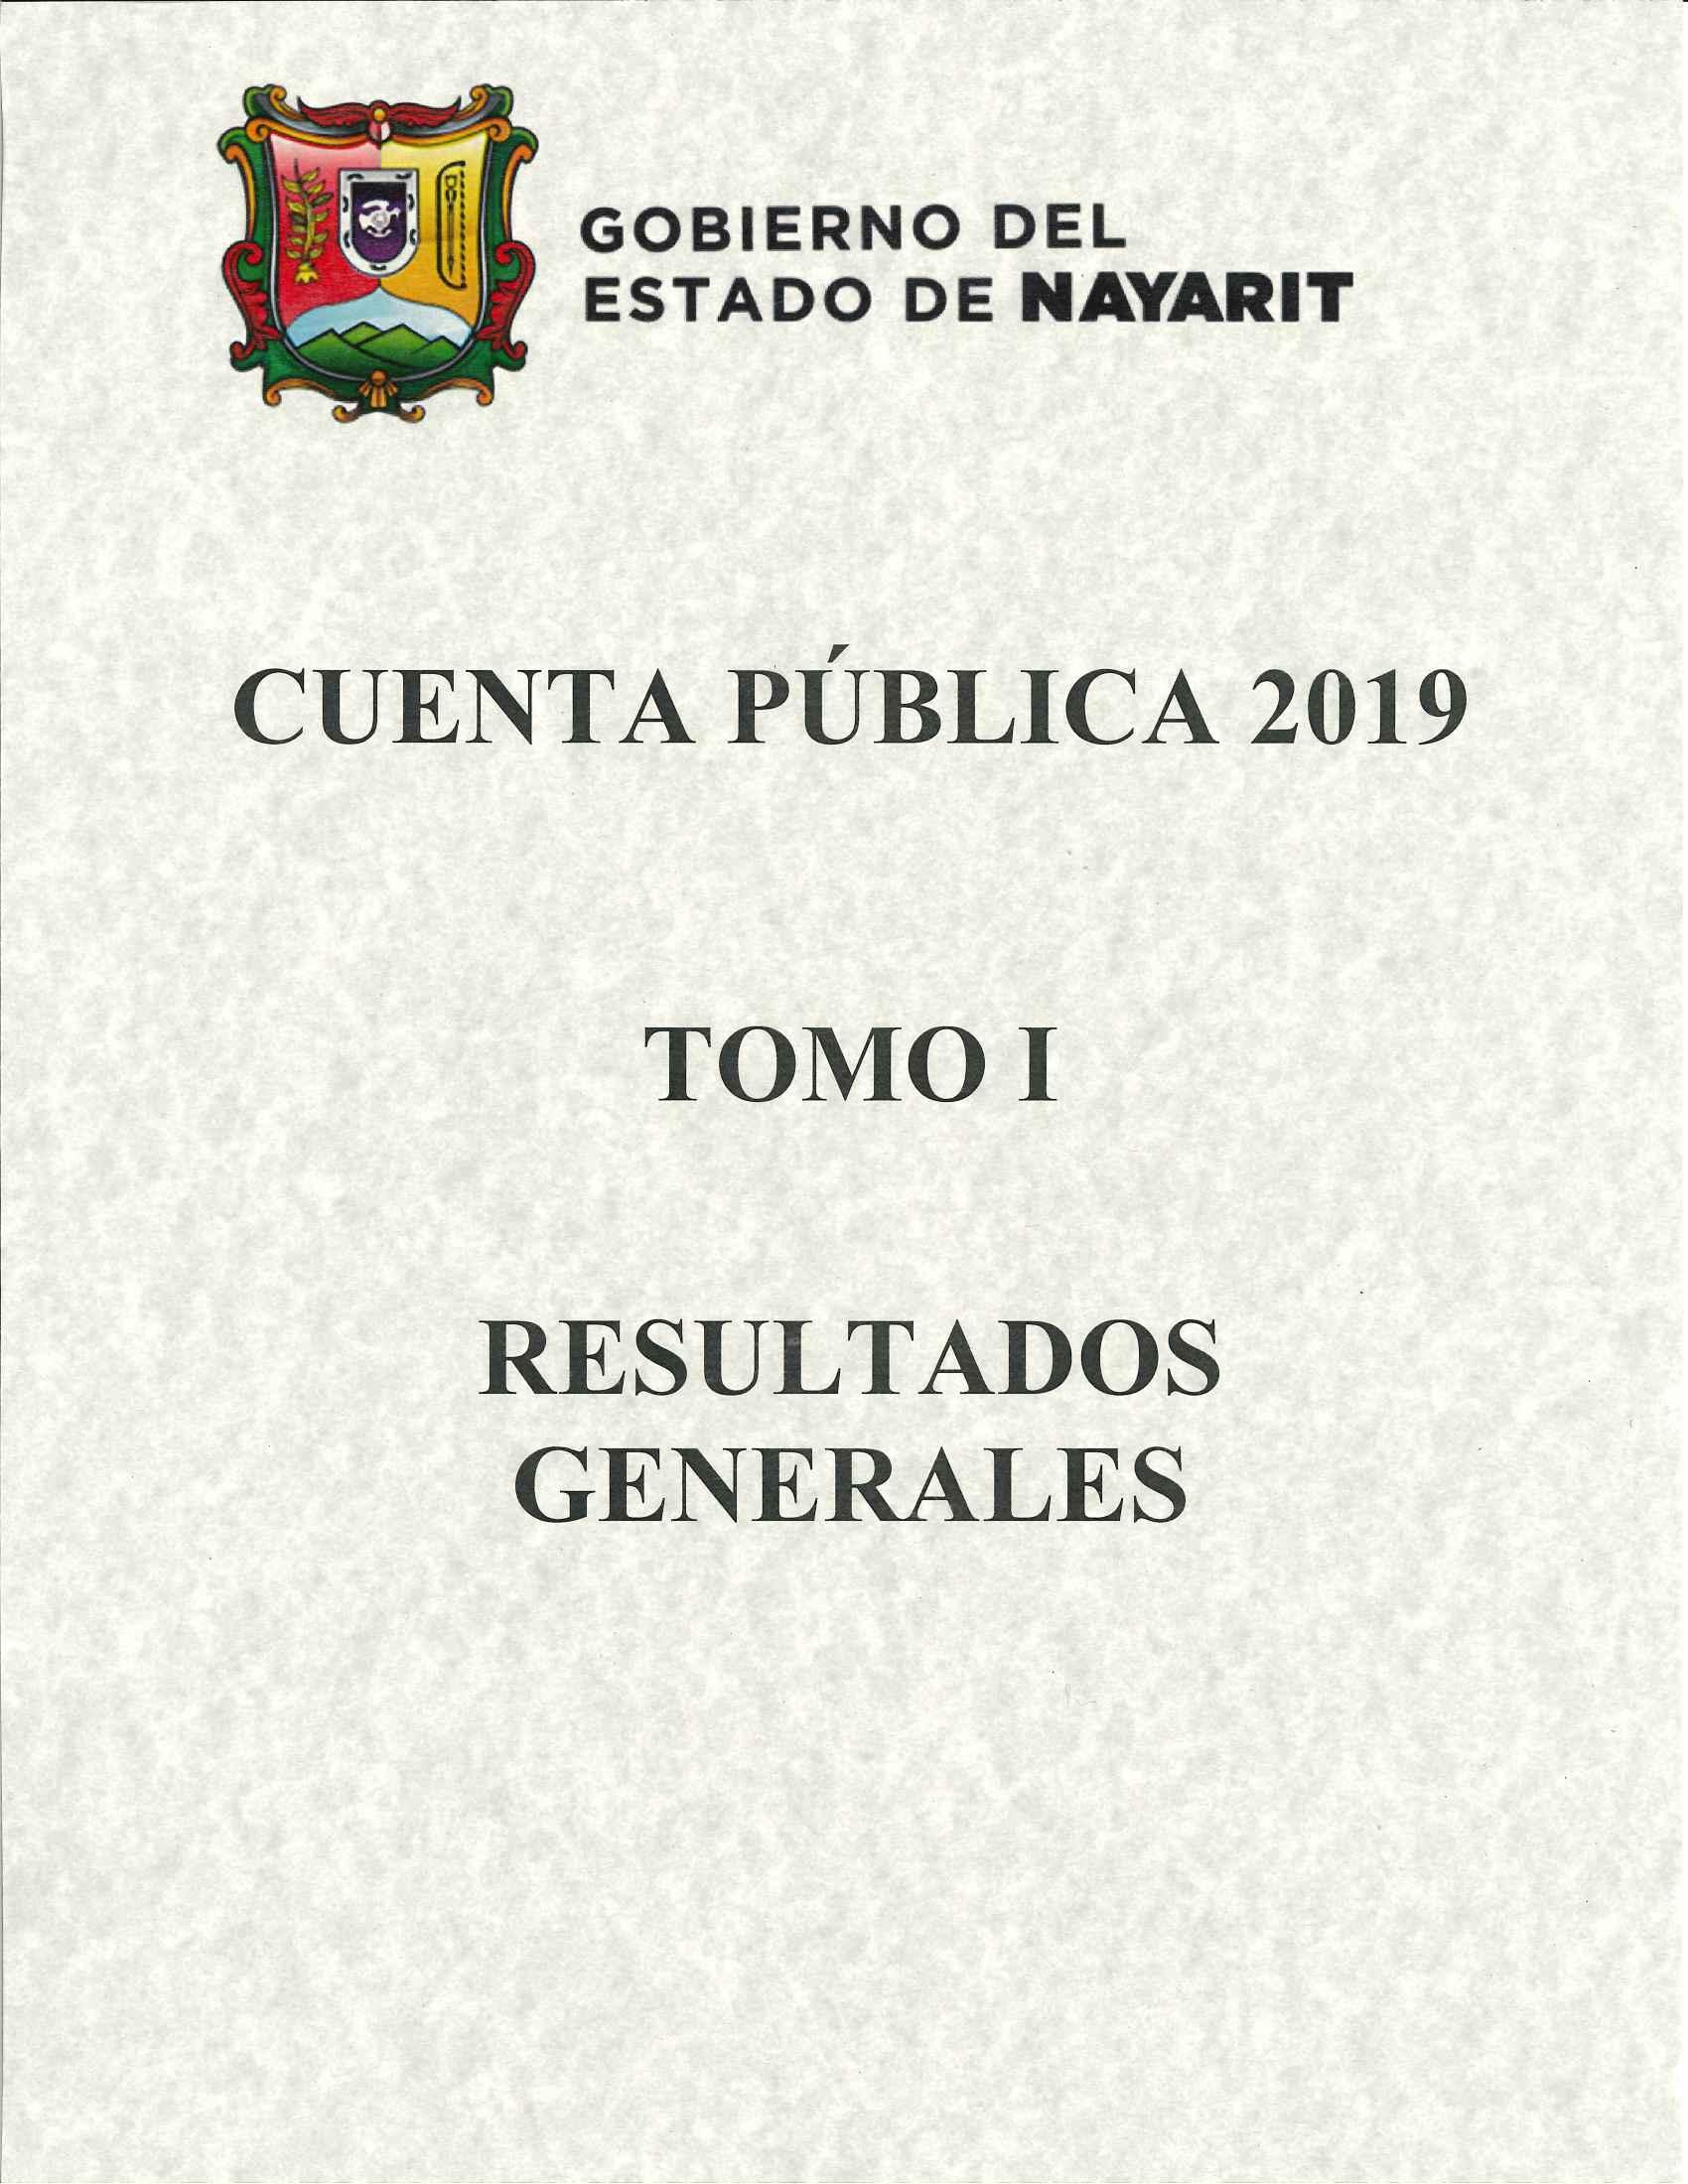 GOBIERNO DEL
ESTADO DE NAYARIT
CUENTA PÚBLICA 2019
TOMO I
RESULTADOS
GENERALES